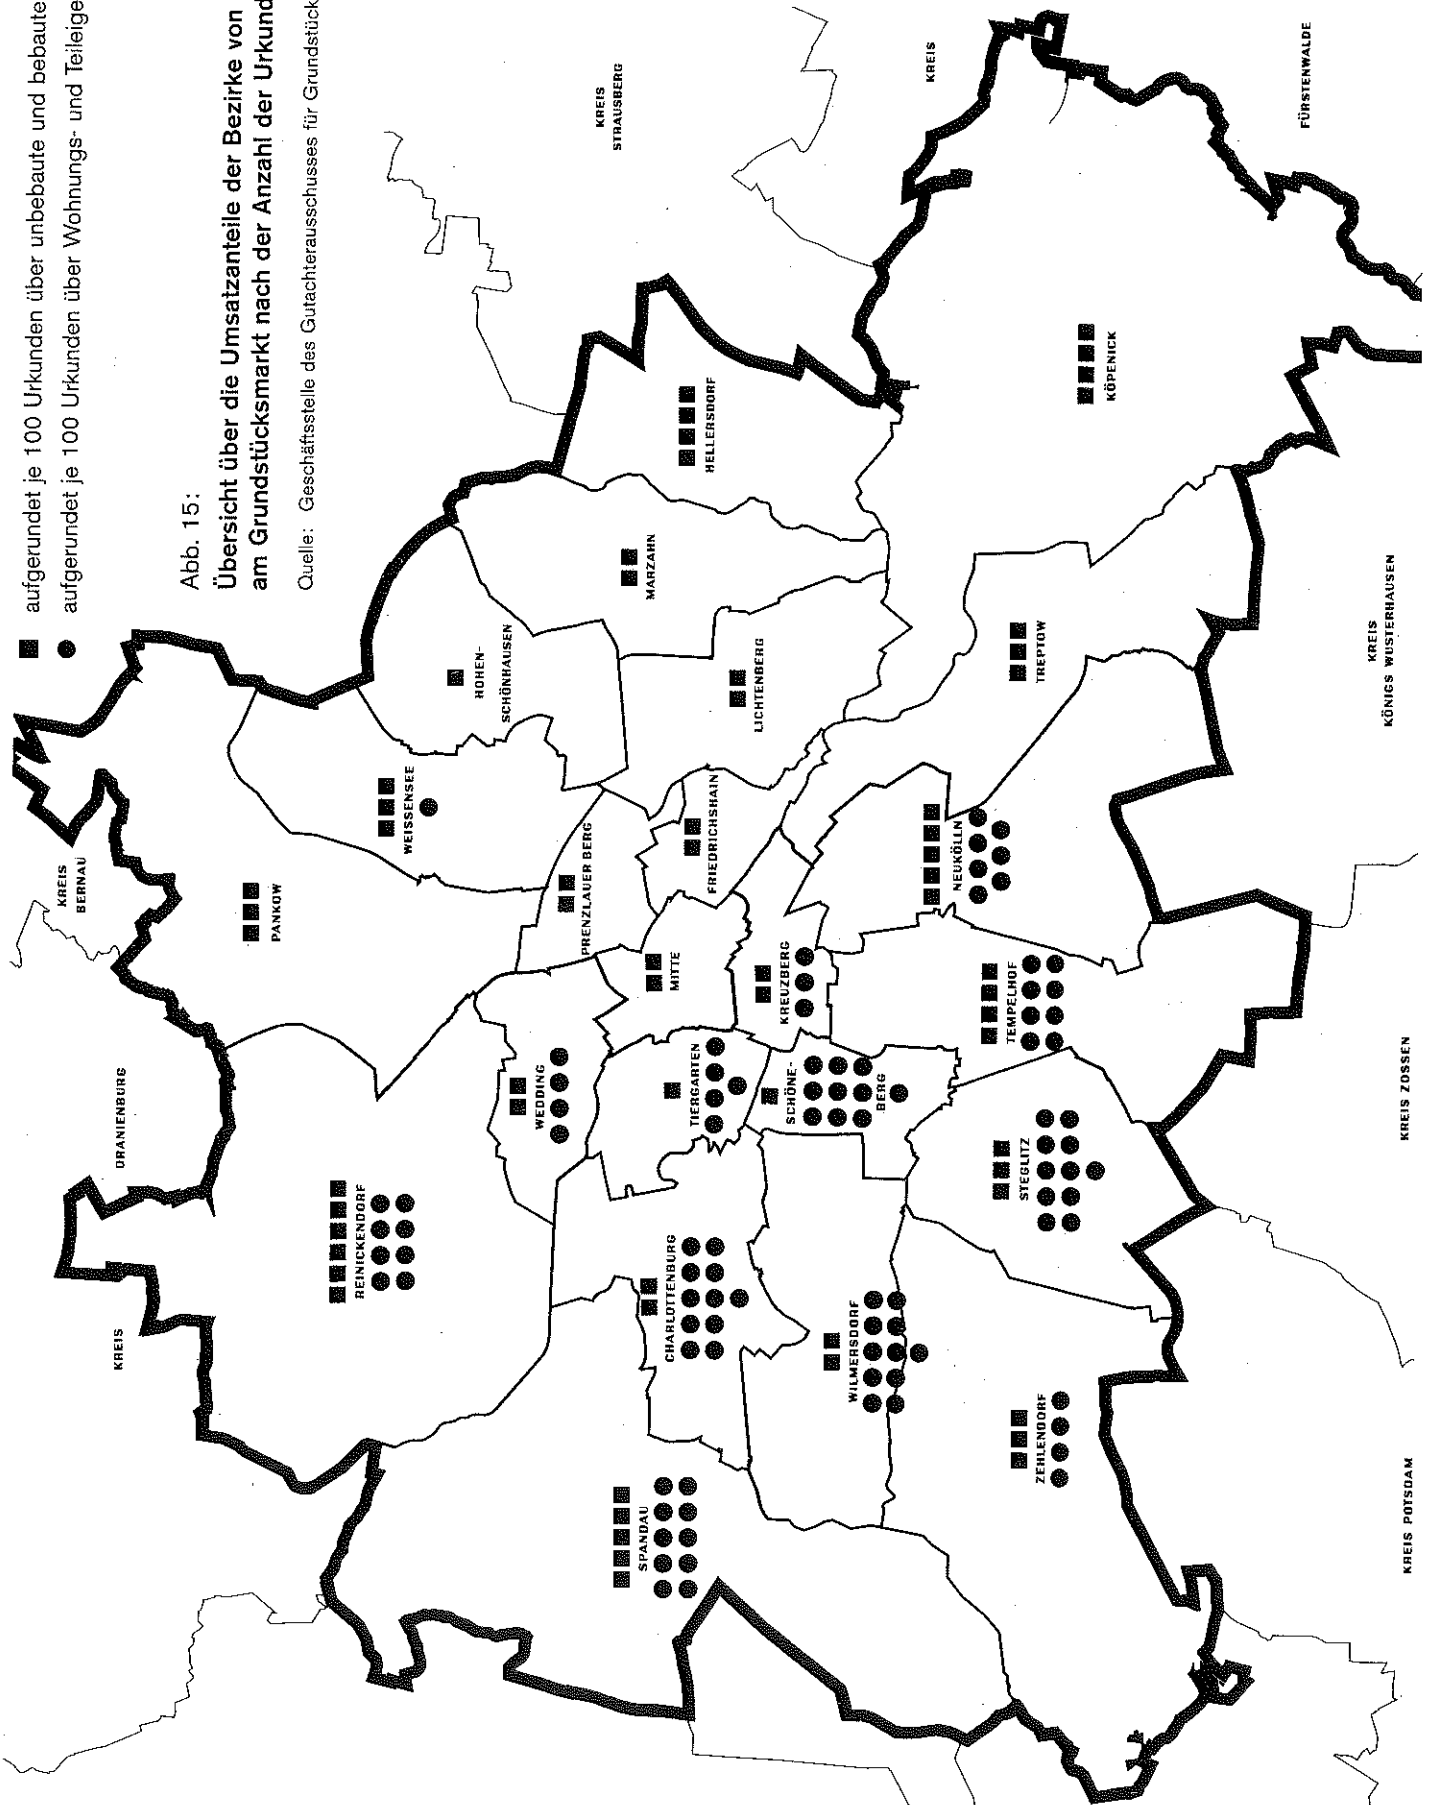 aufgerundet je 100 Urkunden über unbebaute und bebaute
aufgerundet je 100 Urkunden über Wohnungs- und Teileige
Abb. 15:
Übersicht über die Umsatzanteile der Bezirke von
am Grundstücksmarkt nach der Anzahl der Urkund
Quelle: Geschäftsstelle des Gutachterausschusses für Grundstück
KREIS
ORANIENBURG
KREIS
BERNAU
KREIS
STRAUSBERG
KREIS
FÜRSTENWALDE
REINICKENDORF
PANKOW
WEISSENSEE
HOHEN-
SCHÖNHAUSEN
WEDDING
PRENZLAUER BERG
MARZAHN
HELLERSDORF
SPANDAU
CHARLOTTENBURG
TIERGARTEN
MITTE
FRIEDRICHSHAIN
LICHTENBERG
WILMERSDORF
SCHÖNE-
BERG
KREUZBERG
NEUKÖLLN
TREPTOW
KÖPENICK
ZEHLENDORF
STEGLITZ
TEMPELHOF
KREIS POTSDAM
KREIS ZOSSEN
KREIS
KÖNIGS WUSTERHAUSEN